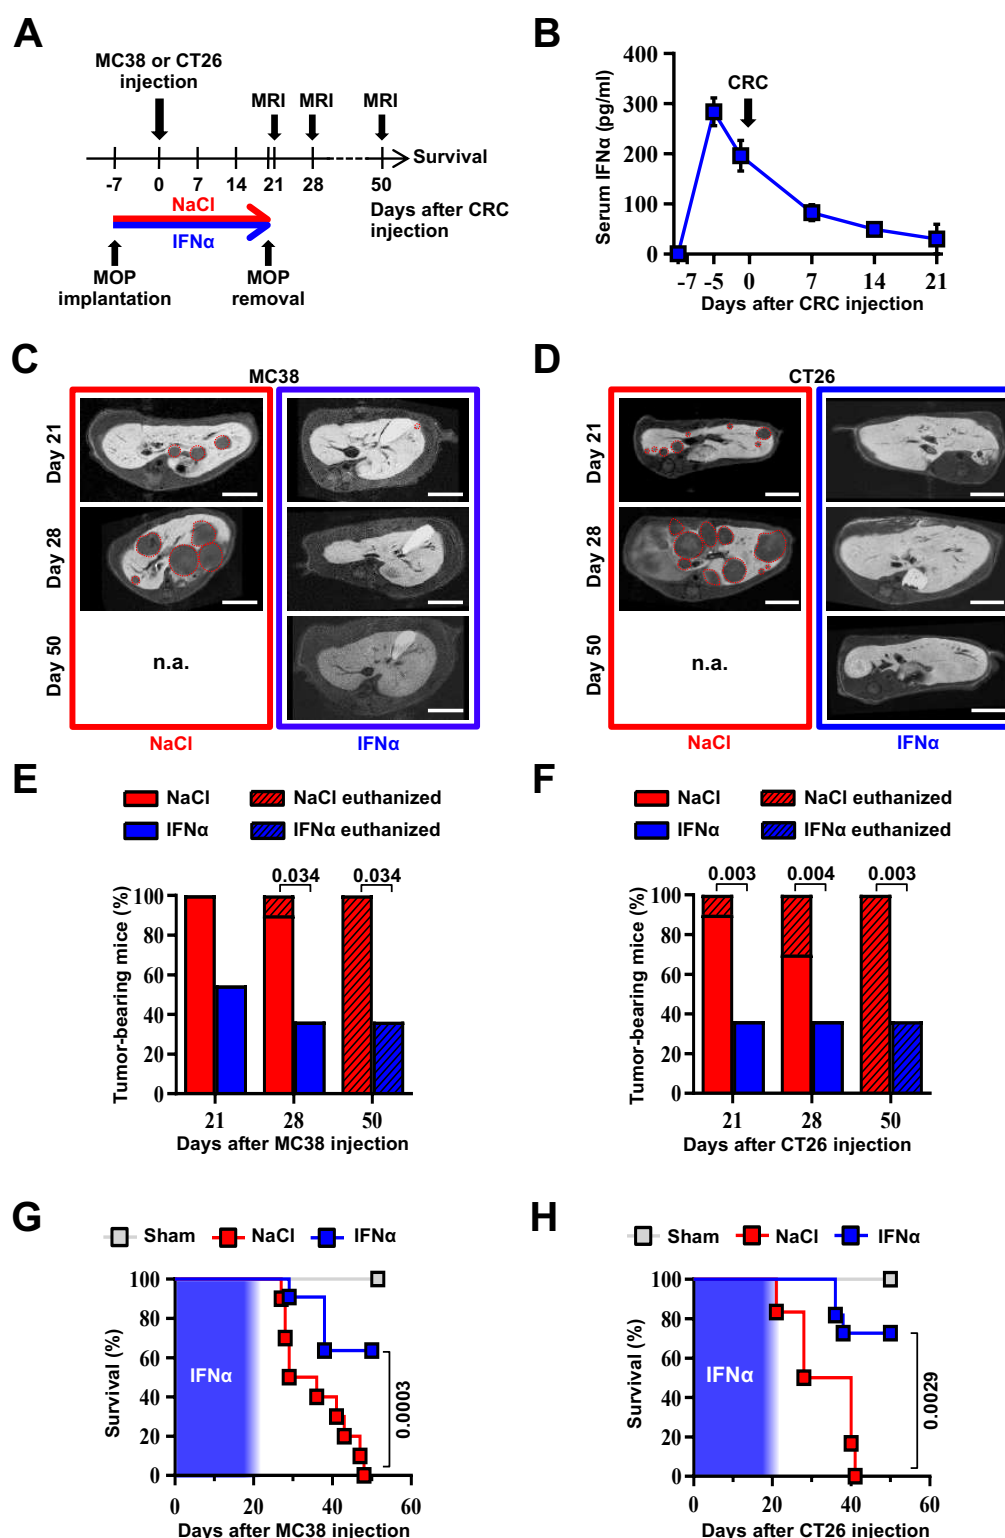 A
MC38 or CT26
injection
MRI
MRI
MRI
Survival
-7
0
7
14
21
28
50
NaCl
IFNα
Days after CRC
injection
MOP
implantation
MOP
removal
B
CRC
Serum IFNα (pg/ml)
400
300
200
100
0
-7
-5
0
7
14
21
Days after CRC injection
C
MC38
Day 21
Day 28
Day 50
n.a.
NaCl
IFNα
D
CT26
Day 21
Day 28
Day 50
n.a.
NaCl
IFNα
E
NaCl
NaCl euthanized
IFNα
IFNα euthanized
0.034
0.034
Tumor-bearing mice (%)
100
80
60
40
20
0
21
28
50
Days after MC38 injection
F
NaCl
NaCl euthanized
IFNα
IFNα euthanized
0.003
0.004
0.003
Tumor-bearing mice (%)
100
80
60
40
20
0
21
28
50
Days after CT26 injection
G
Sham
NaCl
IFNα
Survival (%)
100
80
60
40
20
0
IFNα
0.0003
0
20
40
60
Days after MC38 injection
H
Sham
NaCl
IFNα
Survival (%)
100
80
60
40
20
0
IFNα
0.0029
0
20
40
60
Days after CT26 injection